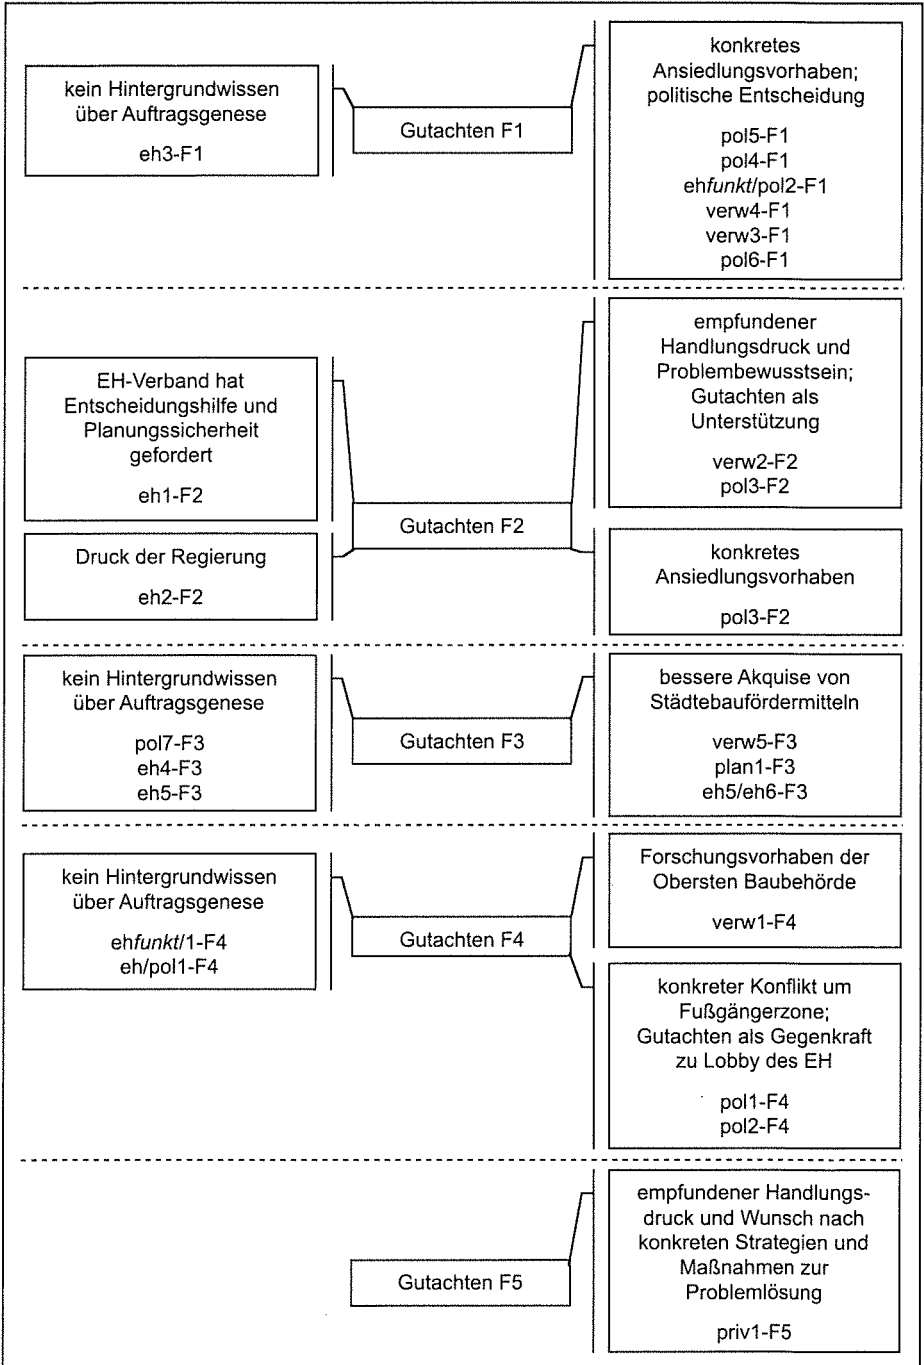 kein Hintergrundwissen
über Auftragsgenese
eh3-F1
Gutachten F1
konkretes
Ansiedlungsvorhaben;
politische Entscheidung
pol5-F1
pol4-F1
ehfunkt/pol2-F1
verw4-F1
verw3-F1
pol6-F1
EH-Verband hat
Entscheidungshilfe und
Planungssicherheit
gefordert
eh1-F2
Druck der Regierung
eh2-F2
Gutachten F2
empfundener
Handlungsdruck und
Problembewusstsein;
Gutachten als
Unterstützung
verw2-F2
pol3-F2
konkretes
Ansiedlungsvorhaben
pol3-F2
kein Hintergrundwissen
über Auftragsgenese
pol7-F3
eh4-F3
eh5-F3
Gutachten F3
bessere Akquise von
Städtebaufördermitteln
verw5-F3
plan1-F3
eh5/eh6-F3
kein Hintergrundwissen
über Auftragsgenese
ehfunkt/1-F4
eh/pol1-F4
Gutachten F4
Forschungsvorhaben der
Obersten Baubehörde
verw1-F4
konkreter Konflikt um
Fußgängerzone;
Gutachten als Gegenkraft
zu Lobby des EH
pol1-F4
pol2-F4
Gutachten F5
empfundener Handlungs-
druck und Wunsch nach
konkreten Strategien und
Maßnahmen zur
Problemlösung
priv1-F5